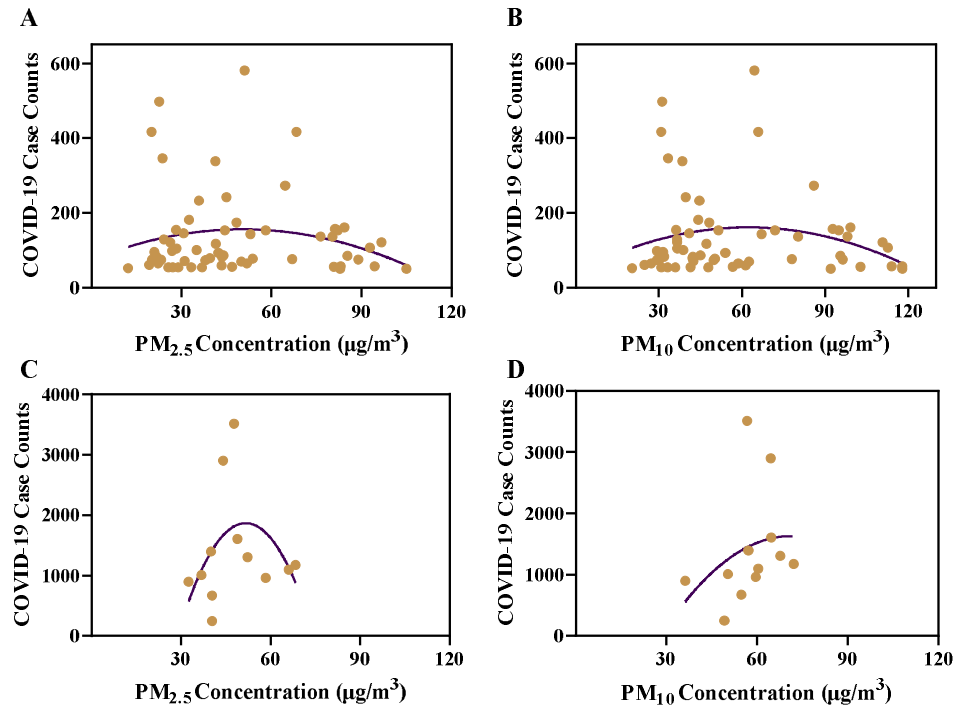 A
COVID-19 Case Counts
600
400
200
0
30
60
90
120
PM2.5 Concentration (μg/m3)
B
COVID-19 Case Counts
600
400
200
0
30
60
90
120
PM10 Concentration (μg/m3)
C
COVID-19 Case Counts
4000
3000
2000
1000
0
30
60
90
120
PM2.5 Concentration (μg/m3)
D
COVID-19 Case Counts
4000
3000
2000
1000
0
30
60
90
120
PM10 Concentration (μg/m3)